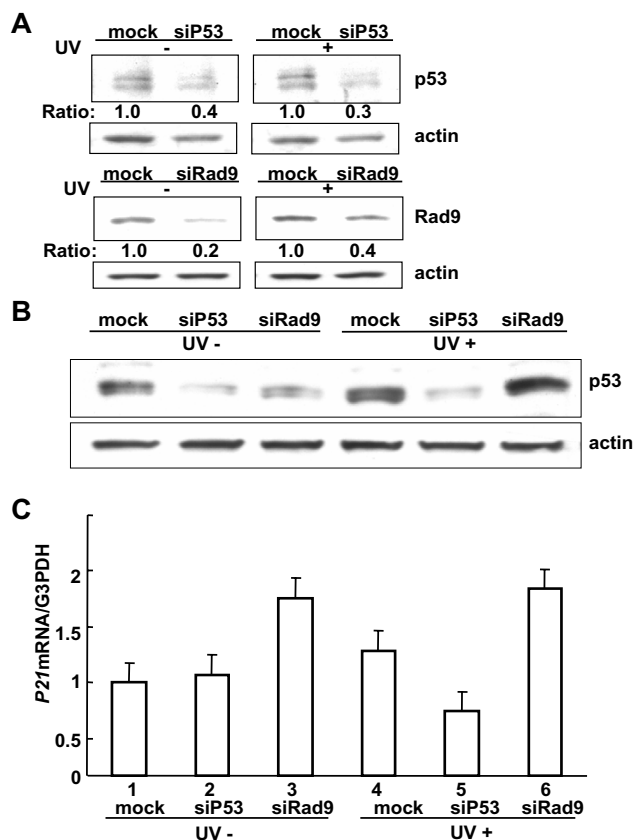 A
mock siP53 mock siP53
UV - +
p53
Ratio: 1.0 0.4 1.0 0.3
actin
mock siRad9 mock siRad9
UV - +
Rad9
Ratio: 1.0 0.2 1.0 0.4
actin
B
mock siP53 siRad9 mock siP53 siRad9
UV - UV +
p53
actin
C
P21mRNA/G3PDH
2
1.5
1
0.5
0
1 2 3 4 5 6
mock siP53 siRad9 mock siP53 siRad9
UV - UV +